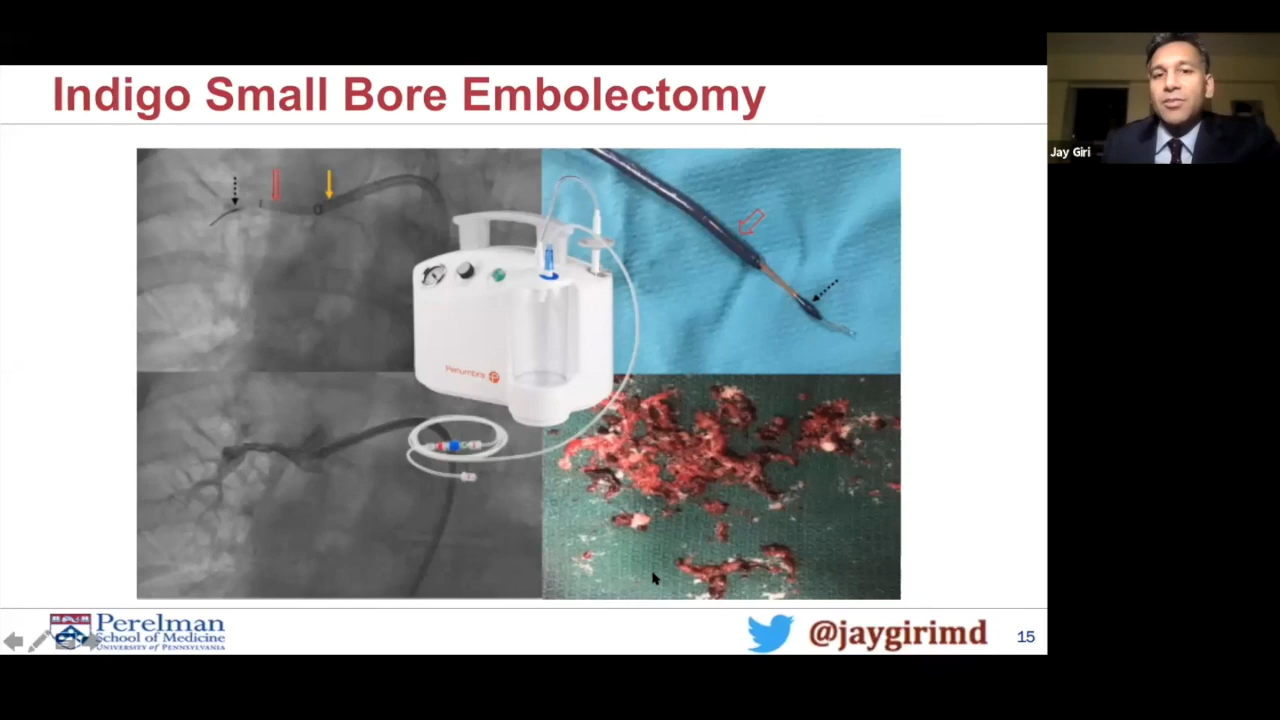 Indigo Small Bore Embolectomy
Jay Giri
Penumbra
Perelman
School of Medicine
UNIVERSITY of PENNSYLVANIA
@jaygirimd
15